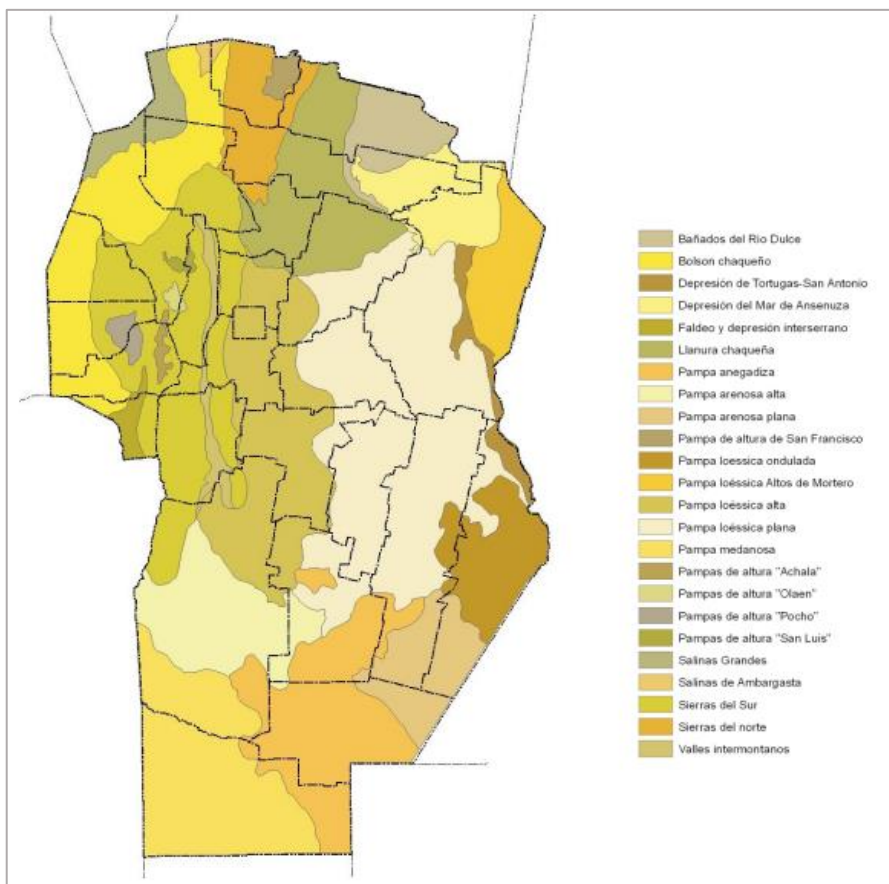 Bañados del Rio Dulce
Bolson chaqueño
Depresión de Tortugas-San Antonio
Depresión del Mar de Ansenuza
Faldeo y depresión interserrano
Llanura chaqueña
Pampa anegadiza
Pampa arenosa alta
Pampa arenosa plana
Pampa de altura de San Francisco
Pampa loessica ondulada
Pampa loéssica Altos de Mortero
Pampa loéssica alta
Pampa loéssica plana
Pampa medanosa
Pampas de altura "Achala"
Pampas de altura "Olaen"
Pampas de altura "Pocho"
Pampas de altura "San Luis"
Salinas Grandes
Salinas de Ambargasta
Sierras del Sur
Sierras del norte
Valles intermontanos